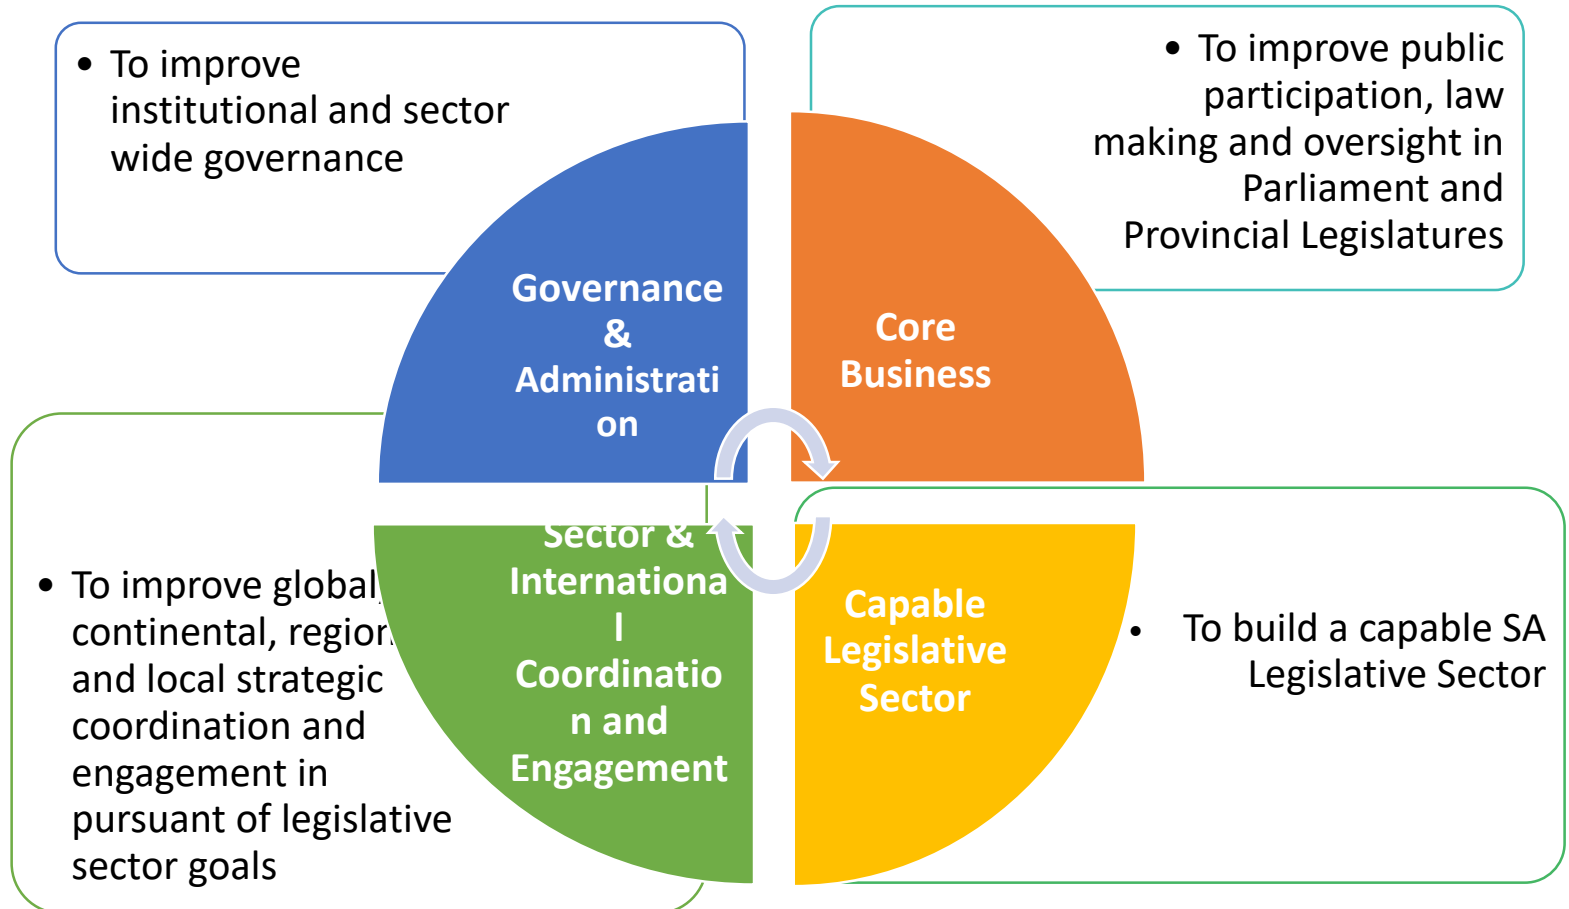 • To improve
institutional and sector
wide governance
• To improve public
participation, law
making and oversight in
Parliament and
Provincial Legislatures
Governance
&
Administrati
on
Core
Business
Sector &
Internationa
l
Coordinatio
n and
Engagement
Capable
Legislative
Sector
• To improve global,
continental, region
and local strategic
coordination and
engagement in
pursuant of legislative
sector goals
• To build a capable SA
Legislative Sector